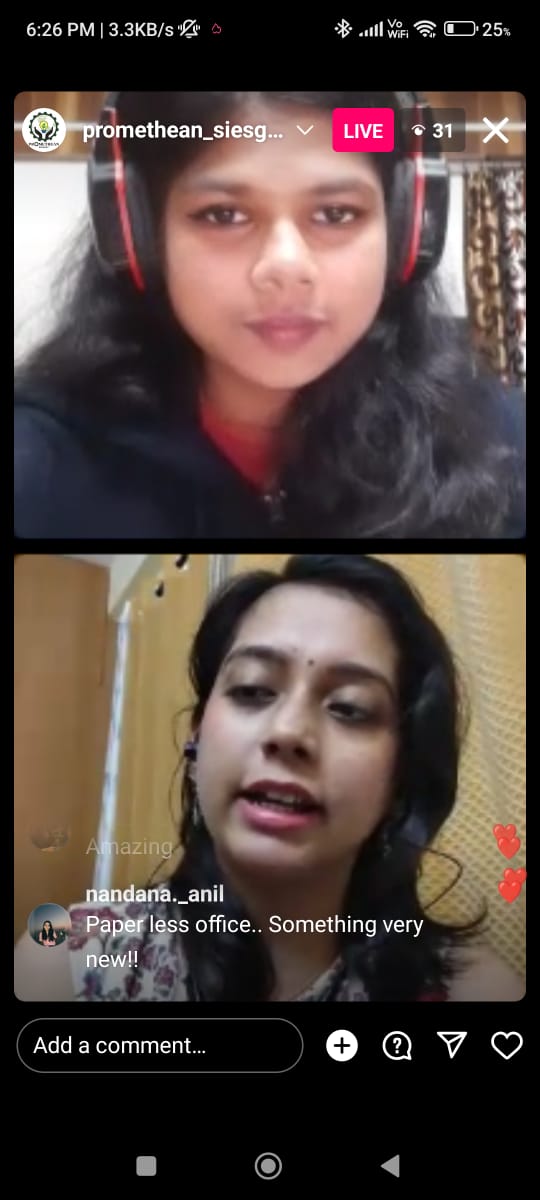 6:26 PM | 3.3KB/s
Vo WiFi
25%
PROMETHEAN
promethean_siesg...
LIVE
31
Amazing
nandana._anil
Paper less office.. Something very
new!!
Add a comment...